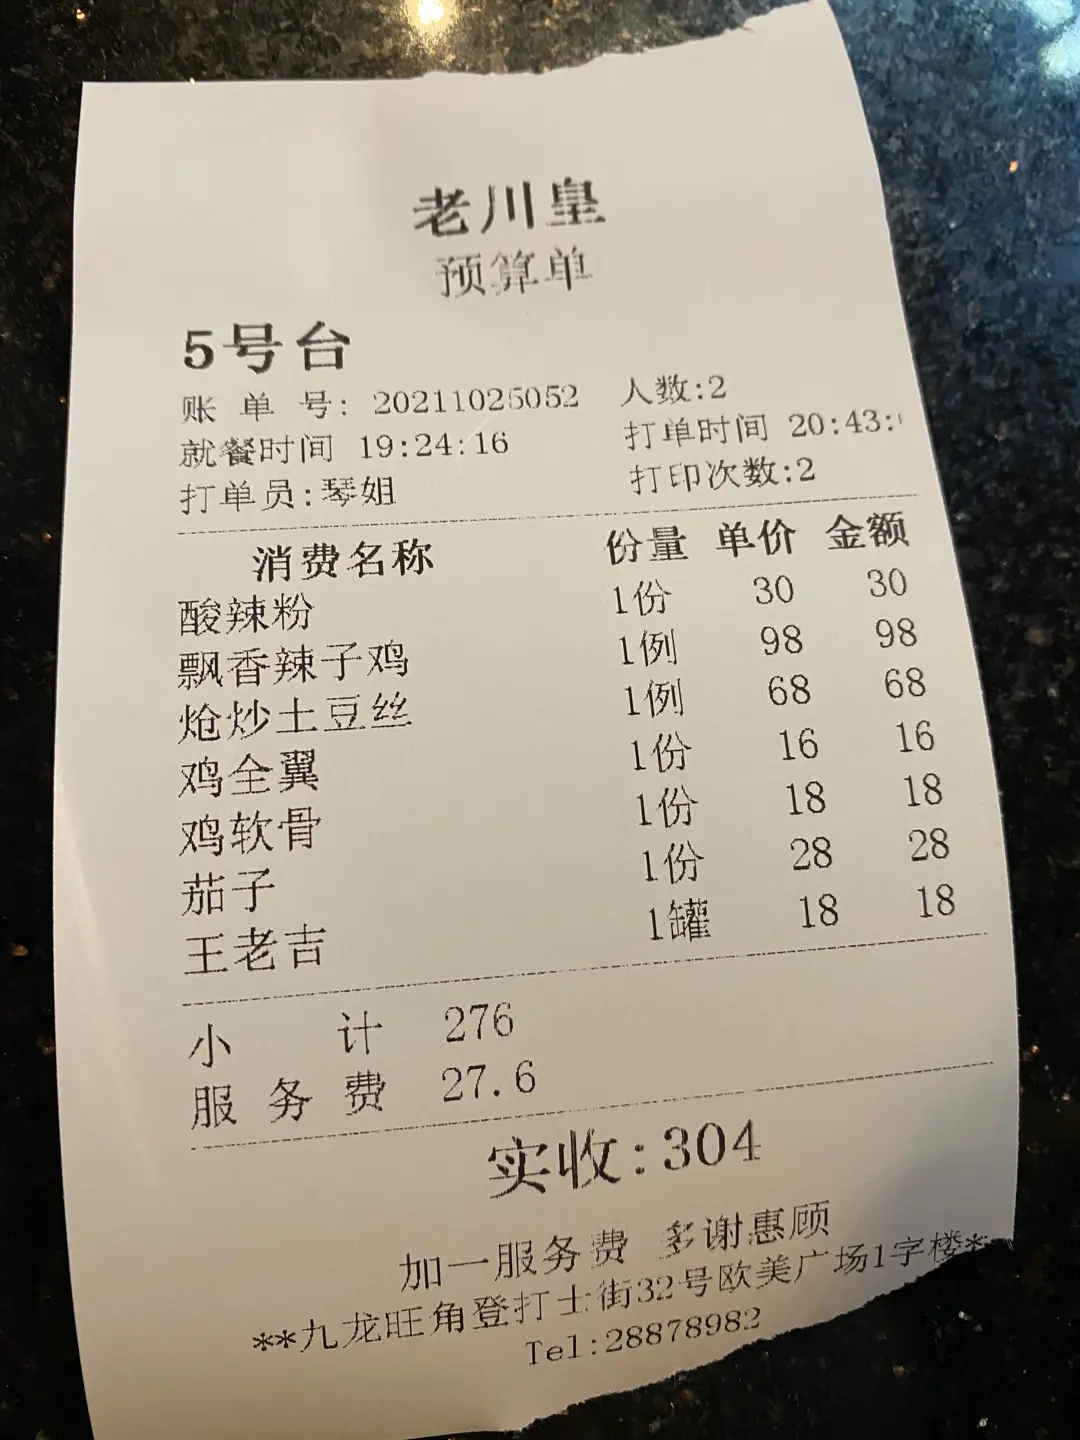 老川皇
预算单
5号台
账 单 号: 20211025052 人数:2
就餐时间 19:24:16 打单时间 20:43:
打单员:琴姐 打印次数:2
消费名称 份量 单价 金额
酸辣粉 1份 30 30
飘香辣子鸡 1例 98 98
炝炒土豆丝 1例 68 68
鸡全翼 1份 16 16
鸡软骨 1份 18 18
茄子 1份 28 28
王老吉 1罐 18 18
小 计 276
服 务 费 27.6
实收:304
加一服务费 多谢惠顾
**九龙旺角登打士街32号欧美广场1字楼*
Tel:28878982